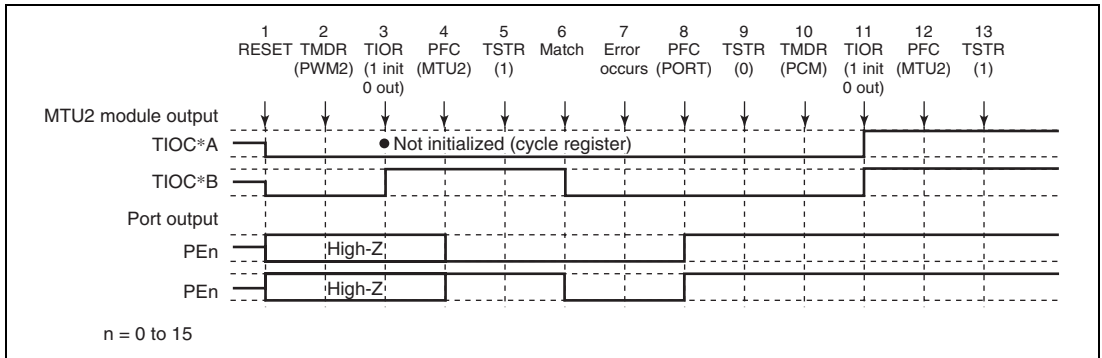 1 2 3 4 5 6 7 8 9 10 11 12 13
RESET TMDR TIOR PFC TSTR Match Error PFC TSTR TMDR TIOR PFC TSTR
(PWM2) (1 init (MTU2) (1) occurs (PORT) (0) (PCM) (1 init (MTU2) (1)
0 out) 0 out)
MTU2 module output
TIOC*A
● Not initialized (cycle register)
TIOC*B
Port output
PEn
High-Z
PEn
High-Z
n = 0 to 15